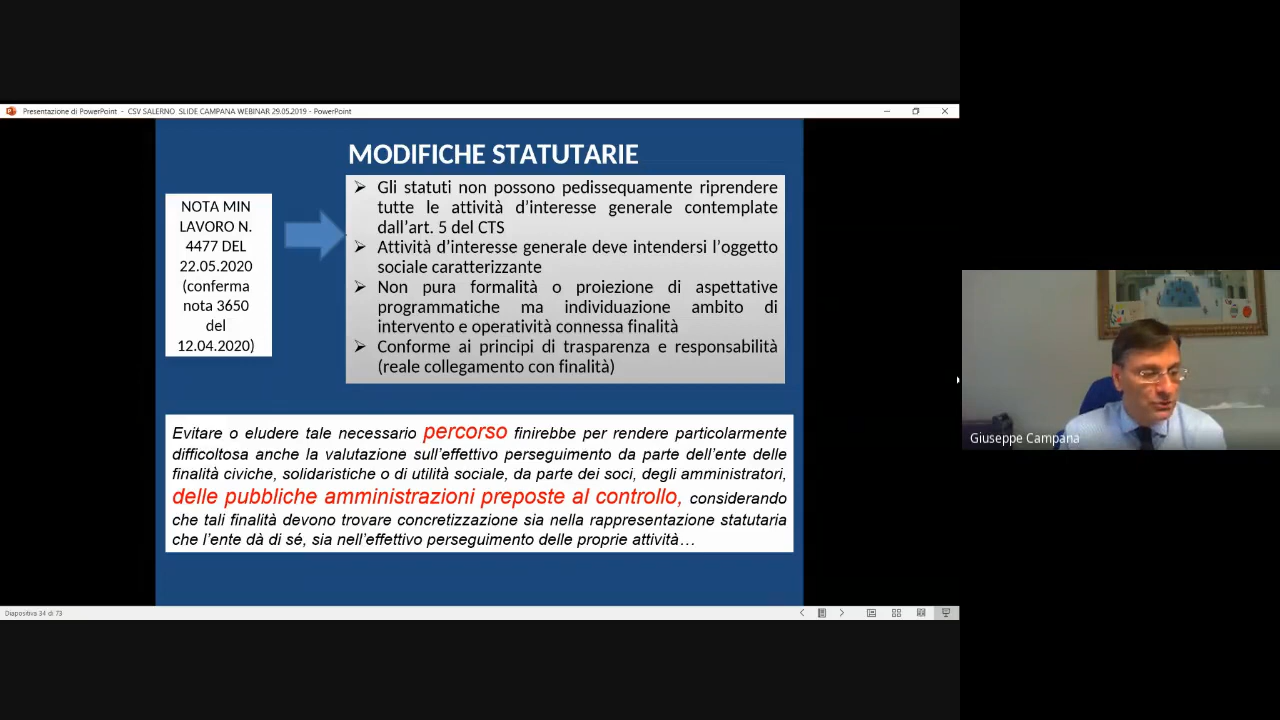 Presentazione di PowerPoint - CSV SALERNO SLIDE CAMPANA WEBINAR 29.05.2019 - PowerPoint
MODIFICHE STATUTARIE
NOTA MIN
LAVORO N.
4477 DEL
22.05.2020
(conferma
nota 3650
del
12.04.2020)
Gli statuti non possono pedissequamente riprendere
tutte le attività d’interesse generale contemplate
dall’art. 5 del CTS
Attività d’interesse generale deve intendersi l’oggetto
sociale caratterizzante
Non pura formalità o proiezione di aspettative
programmatiche ma individuazione ambito di
intervento e operatività connessa finalità
Conforme ai principi di trasparenza e responsabilità
(reale collegamento con finalità)
Evitare o eludere tale necessario percorso finirebbe per rendere particolarmente
difficoltosa anche la valutazione sull’effettivo perseguimento da parte dell’ente delle
finalità civiche, solidaristiche o di utilità sociale, da parte dei soci, degli amministratori,
delle pubbliche amministrazioni preposte al controllo, considerando
che tali finalità devono trovare concretizzazione sia nella rappresentazione statutaria
che l’ente dà di sé, sia nell’effettivo perseguimento delle proprie attività…
Giuseppe Campana
Diapositiva 34 di 73